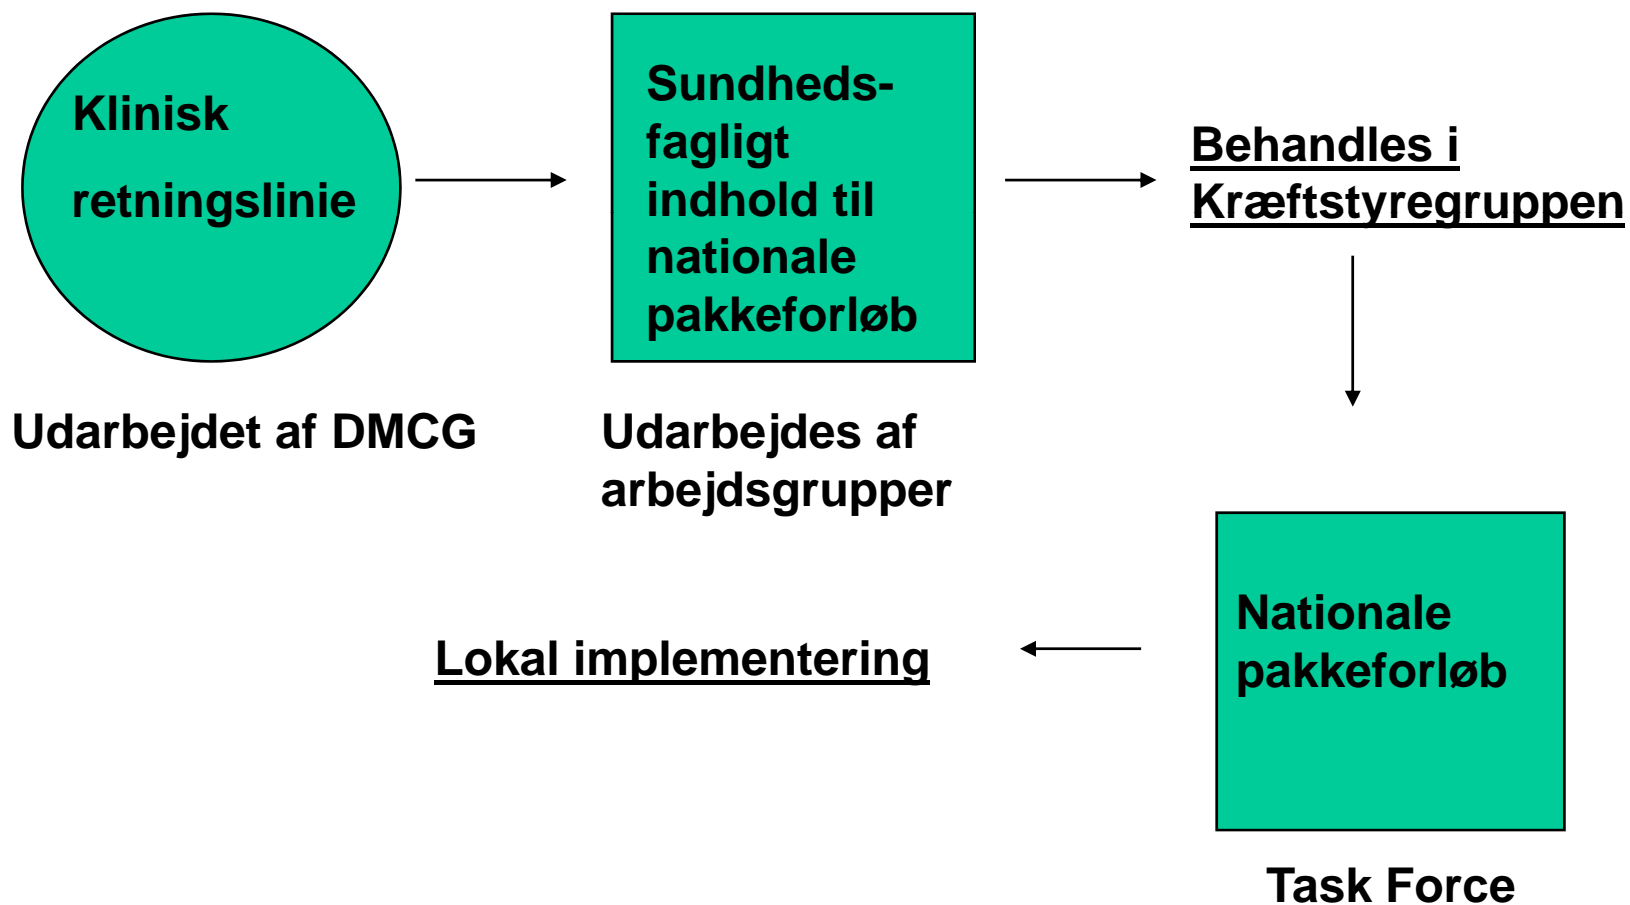 Klinisk
retningslinie
Udarbejdet af DMCG
Sundheds-
fagligt
indhold til
nationale
pakkeforløb
Udarbejdes af
arbejdsgrupper
Behandles i
Kræftstyregruppen
Nationale
pakkeforløb
Task Force
Lokal implementering